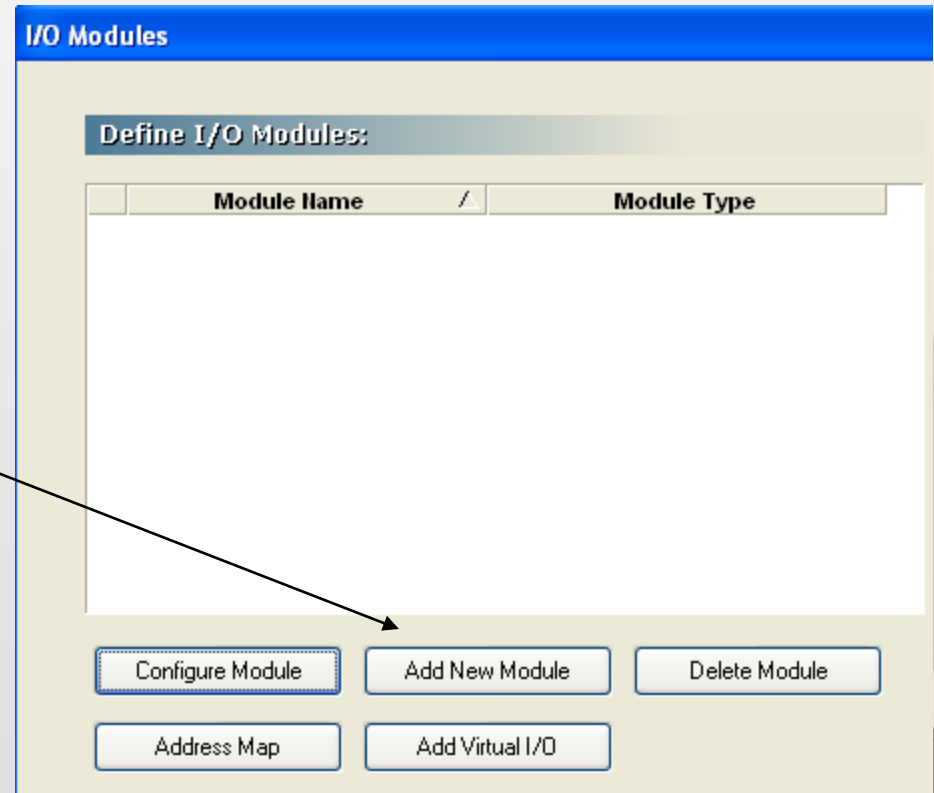 I/O Modules
Define I/O Modules:
Module Name Module Type
Configure Module Add New Module Delete Module
Address Map Add Virtual I/O